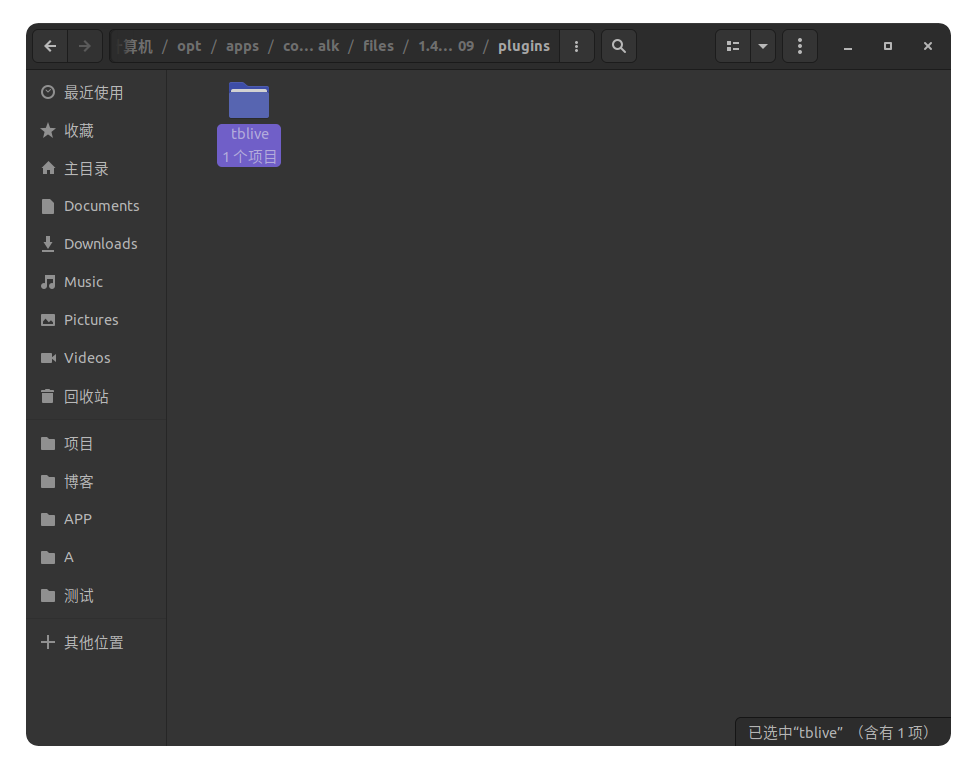 算机 / opt / apps / co… alk / files / 1.4… 09 / plugins
最近使用
收藏
主目录
Documents
Downloads
Music
Pictures
Videos
回收站
项目
博客
APP
A
测试
其他位置
tblive
1 个项目
已选中“tblive” （含有 1 项）